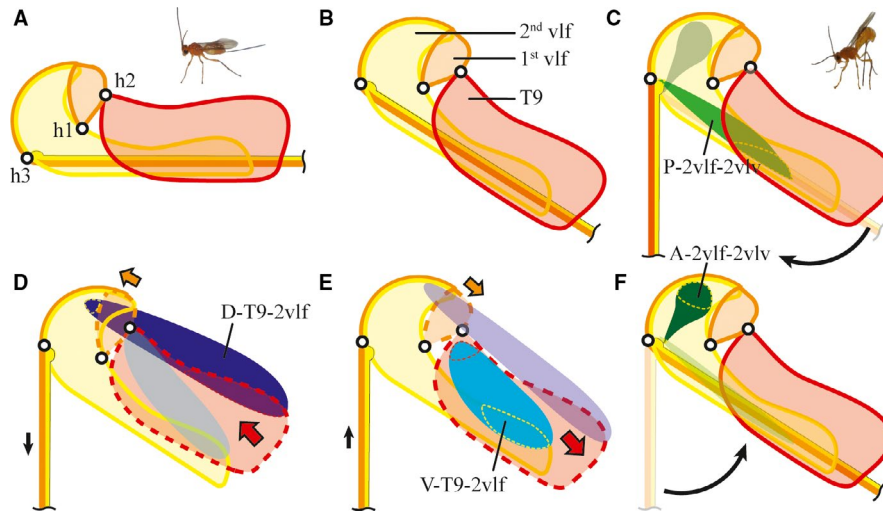 A
h2
h1
h3
B
2nd vlf
1st vlf
T9
C
P-2vlf-2vlv
D
D-T9-2vlf
E
V-T9-2vlf
A-2vlf-2vlv
F